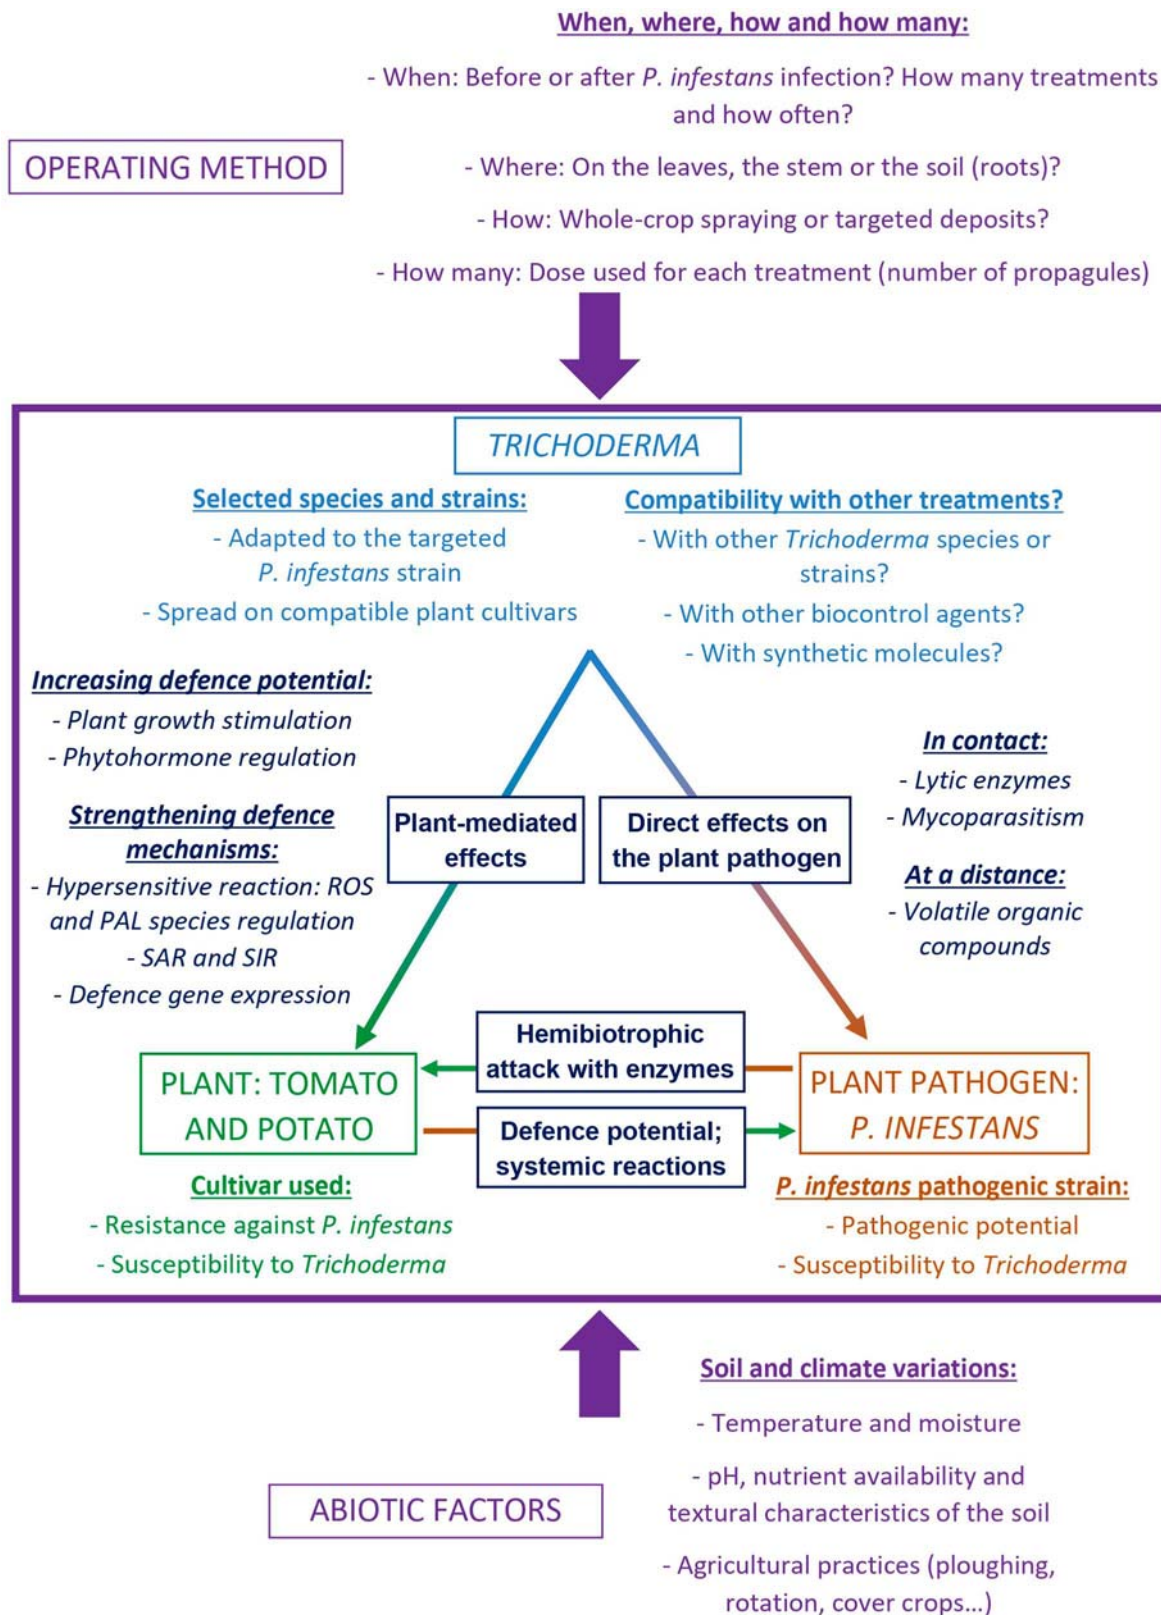 When, where, how and how many:
- When: Before or after P. infestans infection? How many treatments
and how often?
OPERATING METHOD
- Where: On the leaves, the stem or the soil (roots)?
- How: Whole-crop spraying or targeted deposits?
- How many: Dose used for each treatment (number of propagules)
TRICHODERMA
Selected species and strains:
- Adapted to the targeted
P. infestans strain
- Spread on compatible plant cultivars
Compatibility with other treatments?
- With other Trichoderma species or
strains?
- With other biocontrol agents?
- With synthetic molecules?
Increasing defence potential:
- Plant growth stimulation
- Phytohormone regulation
Strengthening defence
mechanisms:
- Hypersensitive reaction: ROS
and PAL species regulation
- SAR and SIR
- Defence gene expression
Plant-mediated
effects
Direct effects on
the plant pathogen
In contact:
- Lytic enzymes
- Mycoparasitism
At a distance:
- Volatile organic
compounds
Hemibiotrophic
attack with enzymes
Defence potential;
systemic reactions
PLANT: TOMATO
AND POTATO
Cultivar used:
- Resistance against P. infestans
- Susceptibility to Trichoderma
PLANT PATHOGEN:
P. INFESTANS
P. infestans pathogenic strain:
- Pathogenic potential
- Susceptibility to Trichoderma
Soil and climate variations:
- Temperature and moisture
- pH, nutrient availability and
textural characteristics of the soil
- Agricultural practices (ploughing,
rotation, cover crops...)
ABIOTIC FACTORS